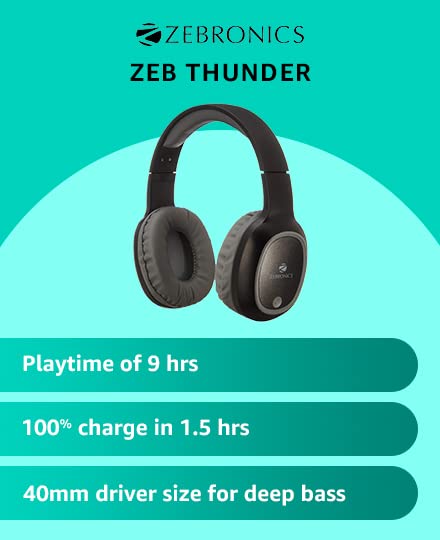 ZEBRONICS
ZEB THUNDER
ZEBRONICS
Playtime of 9 hrs
100% charge in 1.5 hrs
40mm driver size for deep bass